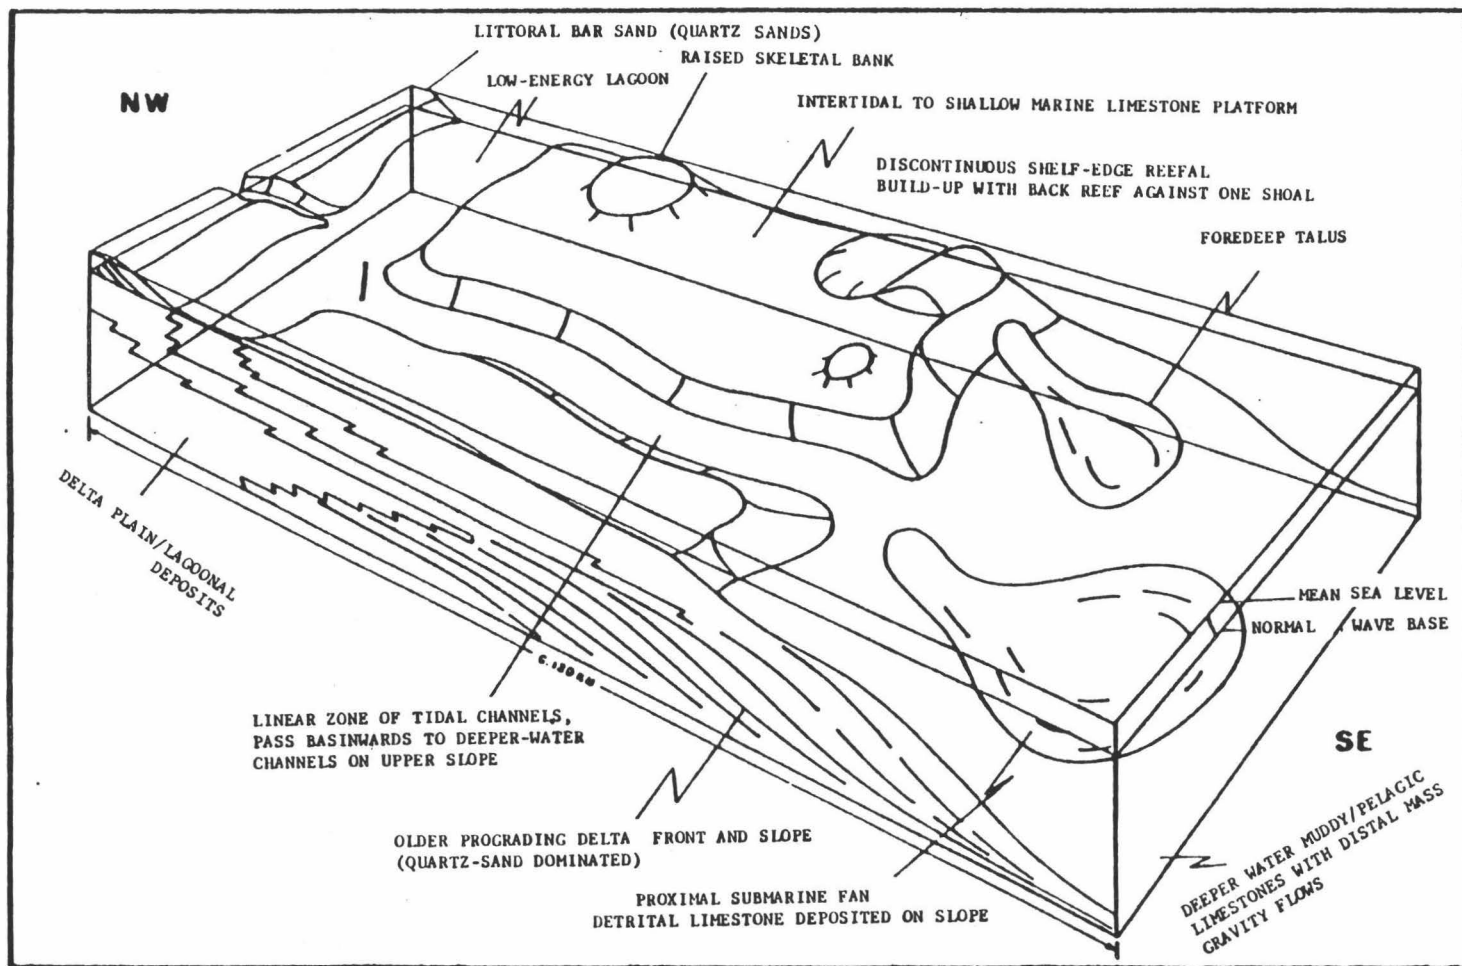 LITTORAL BAR SAND (QUARTZ SANDS)
RAISED SKELETAL BANK
LOW-ENERGY LAGOON
NW
INTERTIDAL TO SHALLOW MARINE LIMESTONE PLATFORM
DISCONTINUOUS SHELF-EDGE REEFAL
BUILD-UP WITH BACK REEF AGAINST ONE SHOAL
FOREDEEP TALUS
DELTA PLAIN/LAGOONAL
DEPOSITS
MEAN SEA LEVEL
NORMAL WAVE BASE
C.120KM
LINEAR ZONE OF TIDAL CHANNELS,
PASS BASINWARDS TO DEEPER-WATER
CHANNELS ON UPPER SLOPE
SE
OLDER PROGRADING DELTA FRONT AND SLOPE
(QUARTZ-SAND DOMINATED)
PROXIMAL SUBMARINE FAN
DETRITAL LIMESTONE DEPOSITED ON SLOPE
DEEPER WATER MUDDY/PELAGIC
LIMESTONES WITH DISTAL MASS
GRAVITY FLOWS